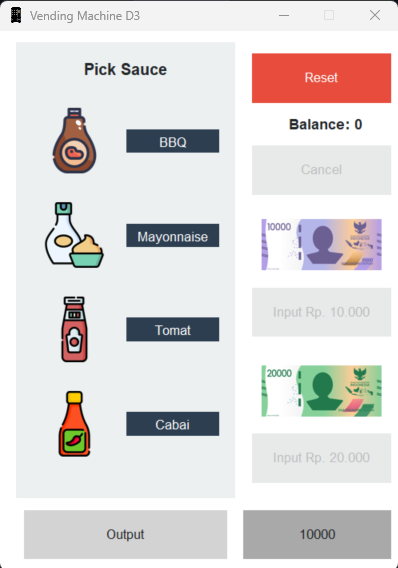 Vending Machine D3
Pick Sauce
BBQ
Mayonnaise
Tomat
Cabai
Reset
Balance: 0
Cancel
10000
Input Rp. 10.000
20000
Input Rp. 20.000
Output
10000